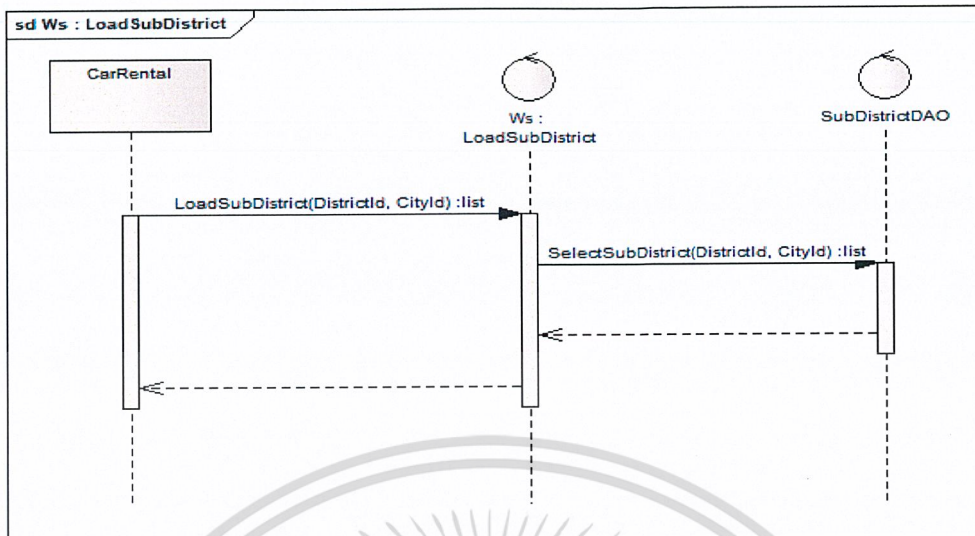 sd Ws : LoadSubDistrict
CarRental
Ws :
LoadSubDistrict
SubDistrictDAO
LoadSubDistrict(DistrictId, CityId) :list
SelectSubDistrict(DistrictId, CityId) :list